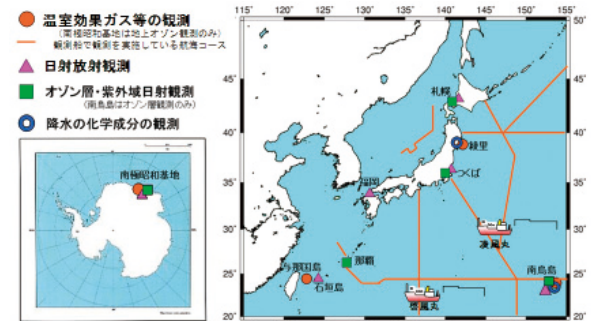 温室効果ガス等の観測
(南極昭和基地は地上オゾン観測のみ)
観測船で観測を実施している航海コース
日射放射観測
オゾン層・紫外域日射観測
(南鳥島はオゾン層観測のみ)
降水の化学成分の観測
南極昭和基地
115°
120°
125°
130°
135°
140°
145°
150°
155°
45°
40°
35°
30°
25°
20°
45°
40°
35°
30°
25°
20°
札幌
綾里
つくば
福岡
凌風丸
那覇
与那国島
石垣島
啓風丸
南鳥島